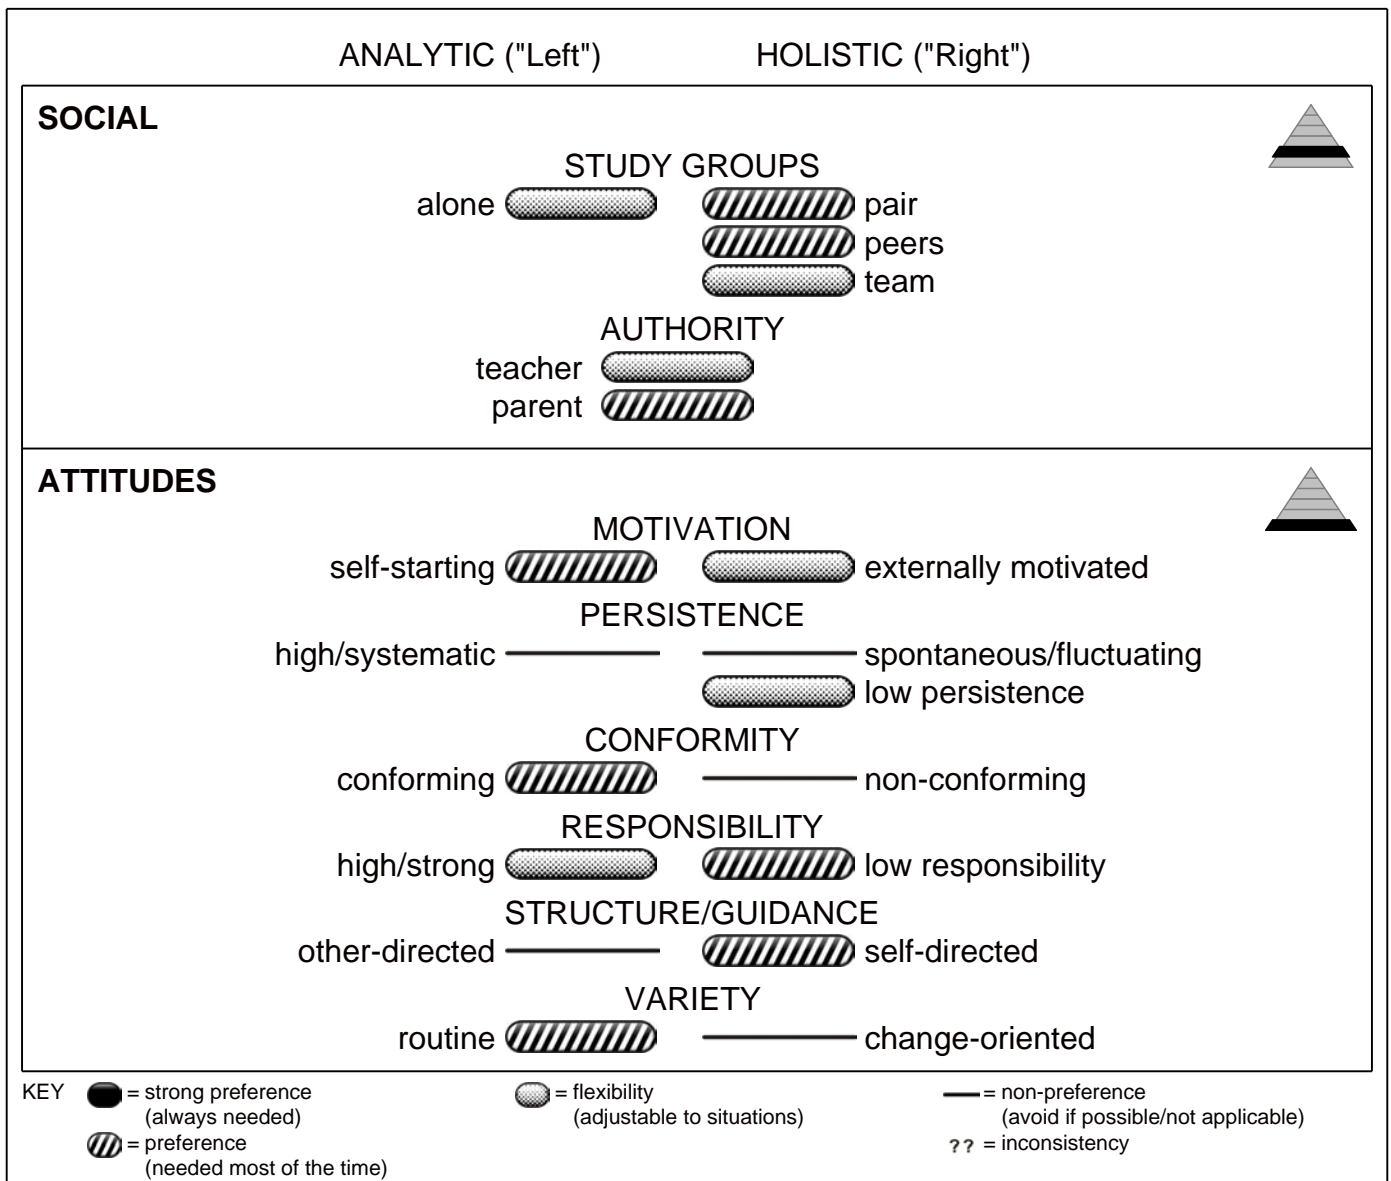 ANALYTIC ("Left") HOLISTIC ("Right")
SOCIAL
STUDY GROUPS
alone pair
peers
team
AUTHORITY
teacher
parent
ATTITUDES
MOTIVATION
self-starting externally motivated
PERSISTENCE
high/systematic spontaneous/fluctuating
low persistence
CONFORMITY
conforming non-conforming
RESPONSIBILITY
high/strong low responsibility
STRUCTURE/GUIDANCE
other-directed self-directed
VARIETY
routine change-oriented
KEY = strong preference = flexibility = non-preference
(always needed) (adjustable to situations) (avoid if possible/not applicable)
= preference ?? = inconsistency
(needed most of the time)